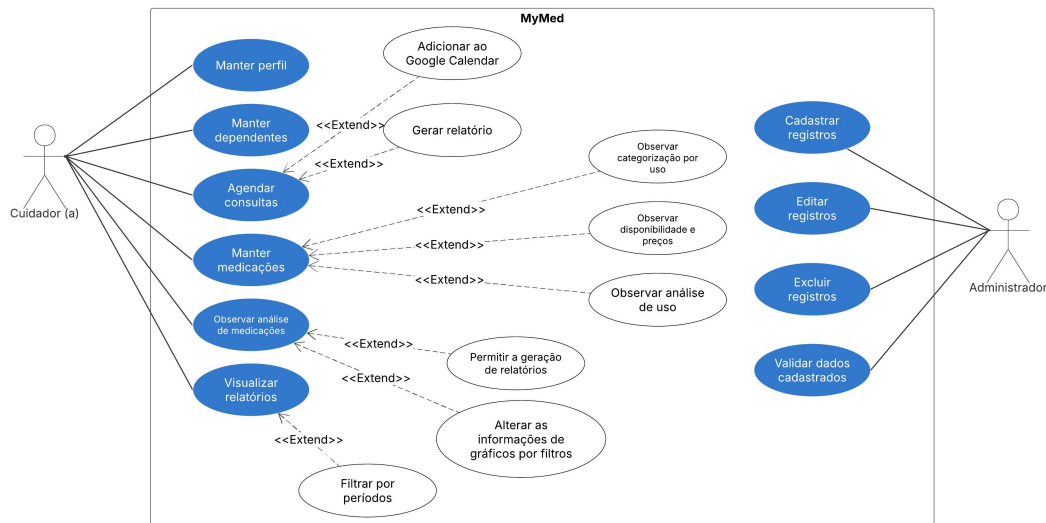 MyMed
Adicionar ao
Google Calendar
Manter perfil
Manter
dependentes
<<Extend>>
Gerar relatório
Cadastrar
registros
Observar
categorização por
uso
<<Extend>>
Agendar
consultas
Cuidador (a)
<<Extend>>
Editar
registros
Observar
disponibilidade e
preços
<<Extend>>
Manter
medicações
<<Extend>>
Excluir
registros
Administrador
Observar análise
de uso
Observar análise
de medicações
<<Extend>>
Permitir a geração
de relatórios
Validar dados
cadastrados
<<Extend>>
Visualizar
relatórios
Alterar as
informações de
gráficos por filtros
<<Extend>>
Filtrar por
períodos